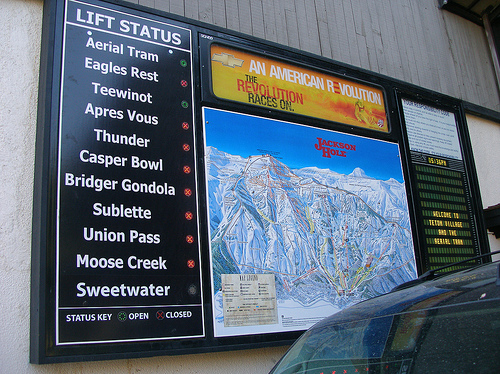 LIFT STATUS
Aerial Tram
Eagles Rest
Teewinot
Apres Vous
Thunder
Casper Bowl
Bridger Gondola
Sublette
Union Pass
Moose Creek
Sweetwater
STATUS KEY OPEN CLOSED
AN AMERICAN REVOLUTION
THE
REVOLUTION
RACES ON.
JACKSON
HOLE
WELCOME TO
TETON VILLAGE
AND THE
AERIAL TRAM